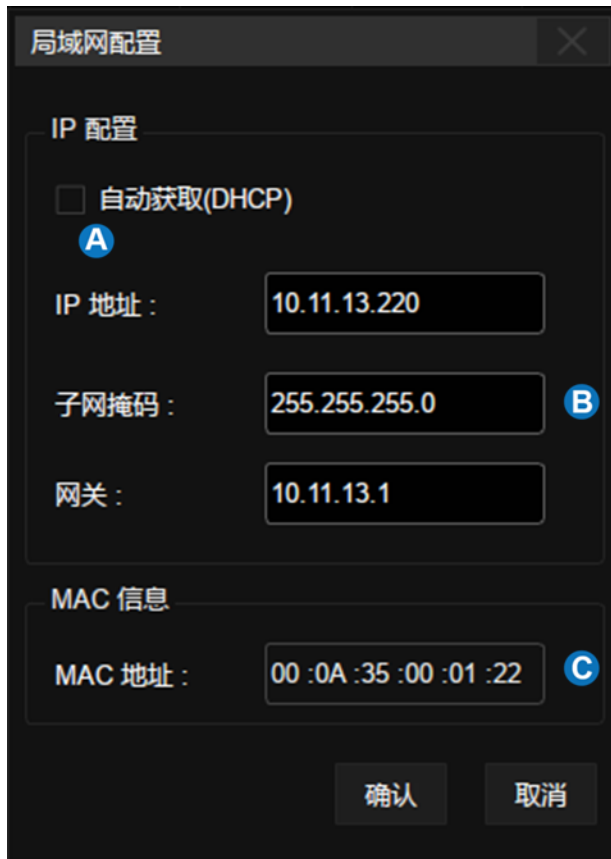 局域网配置
IP 配置
自动获取(DHCP)
A
IP 地址 : 10.11.13.220
子网掩码 : 255.255.255.0 B
网关 : 10.11.13.1
MAC 信息
MAC 地址 : 00 :0A :35 :00 :01 :22 C
确认 取消